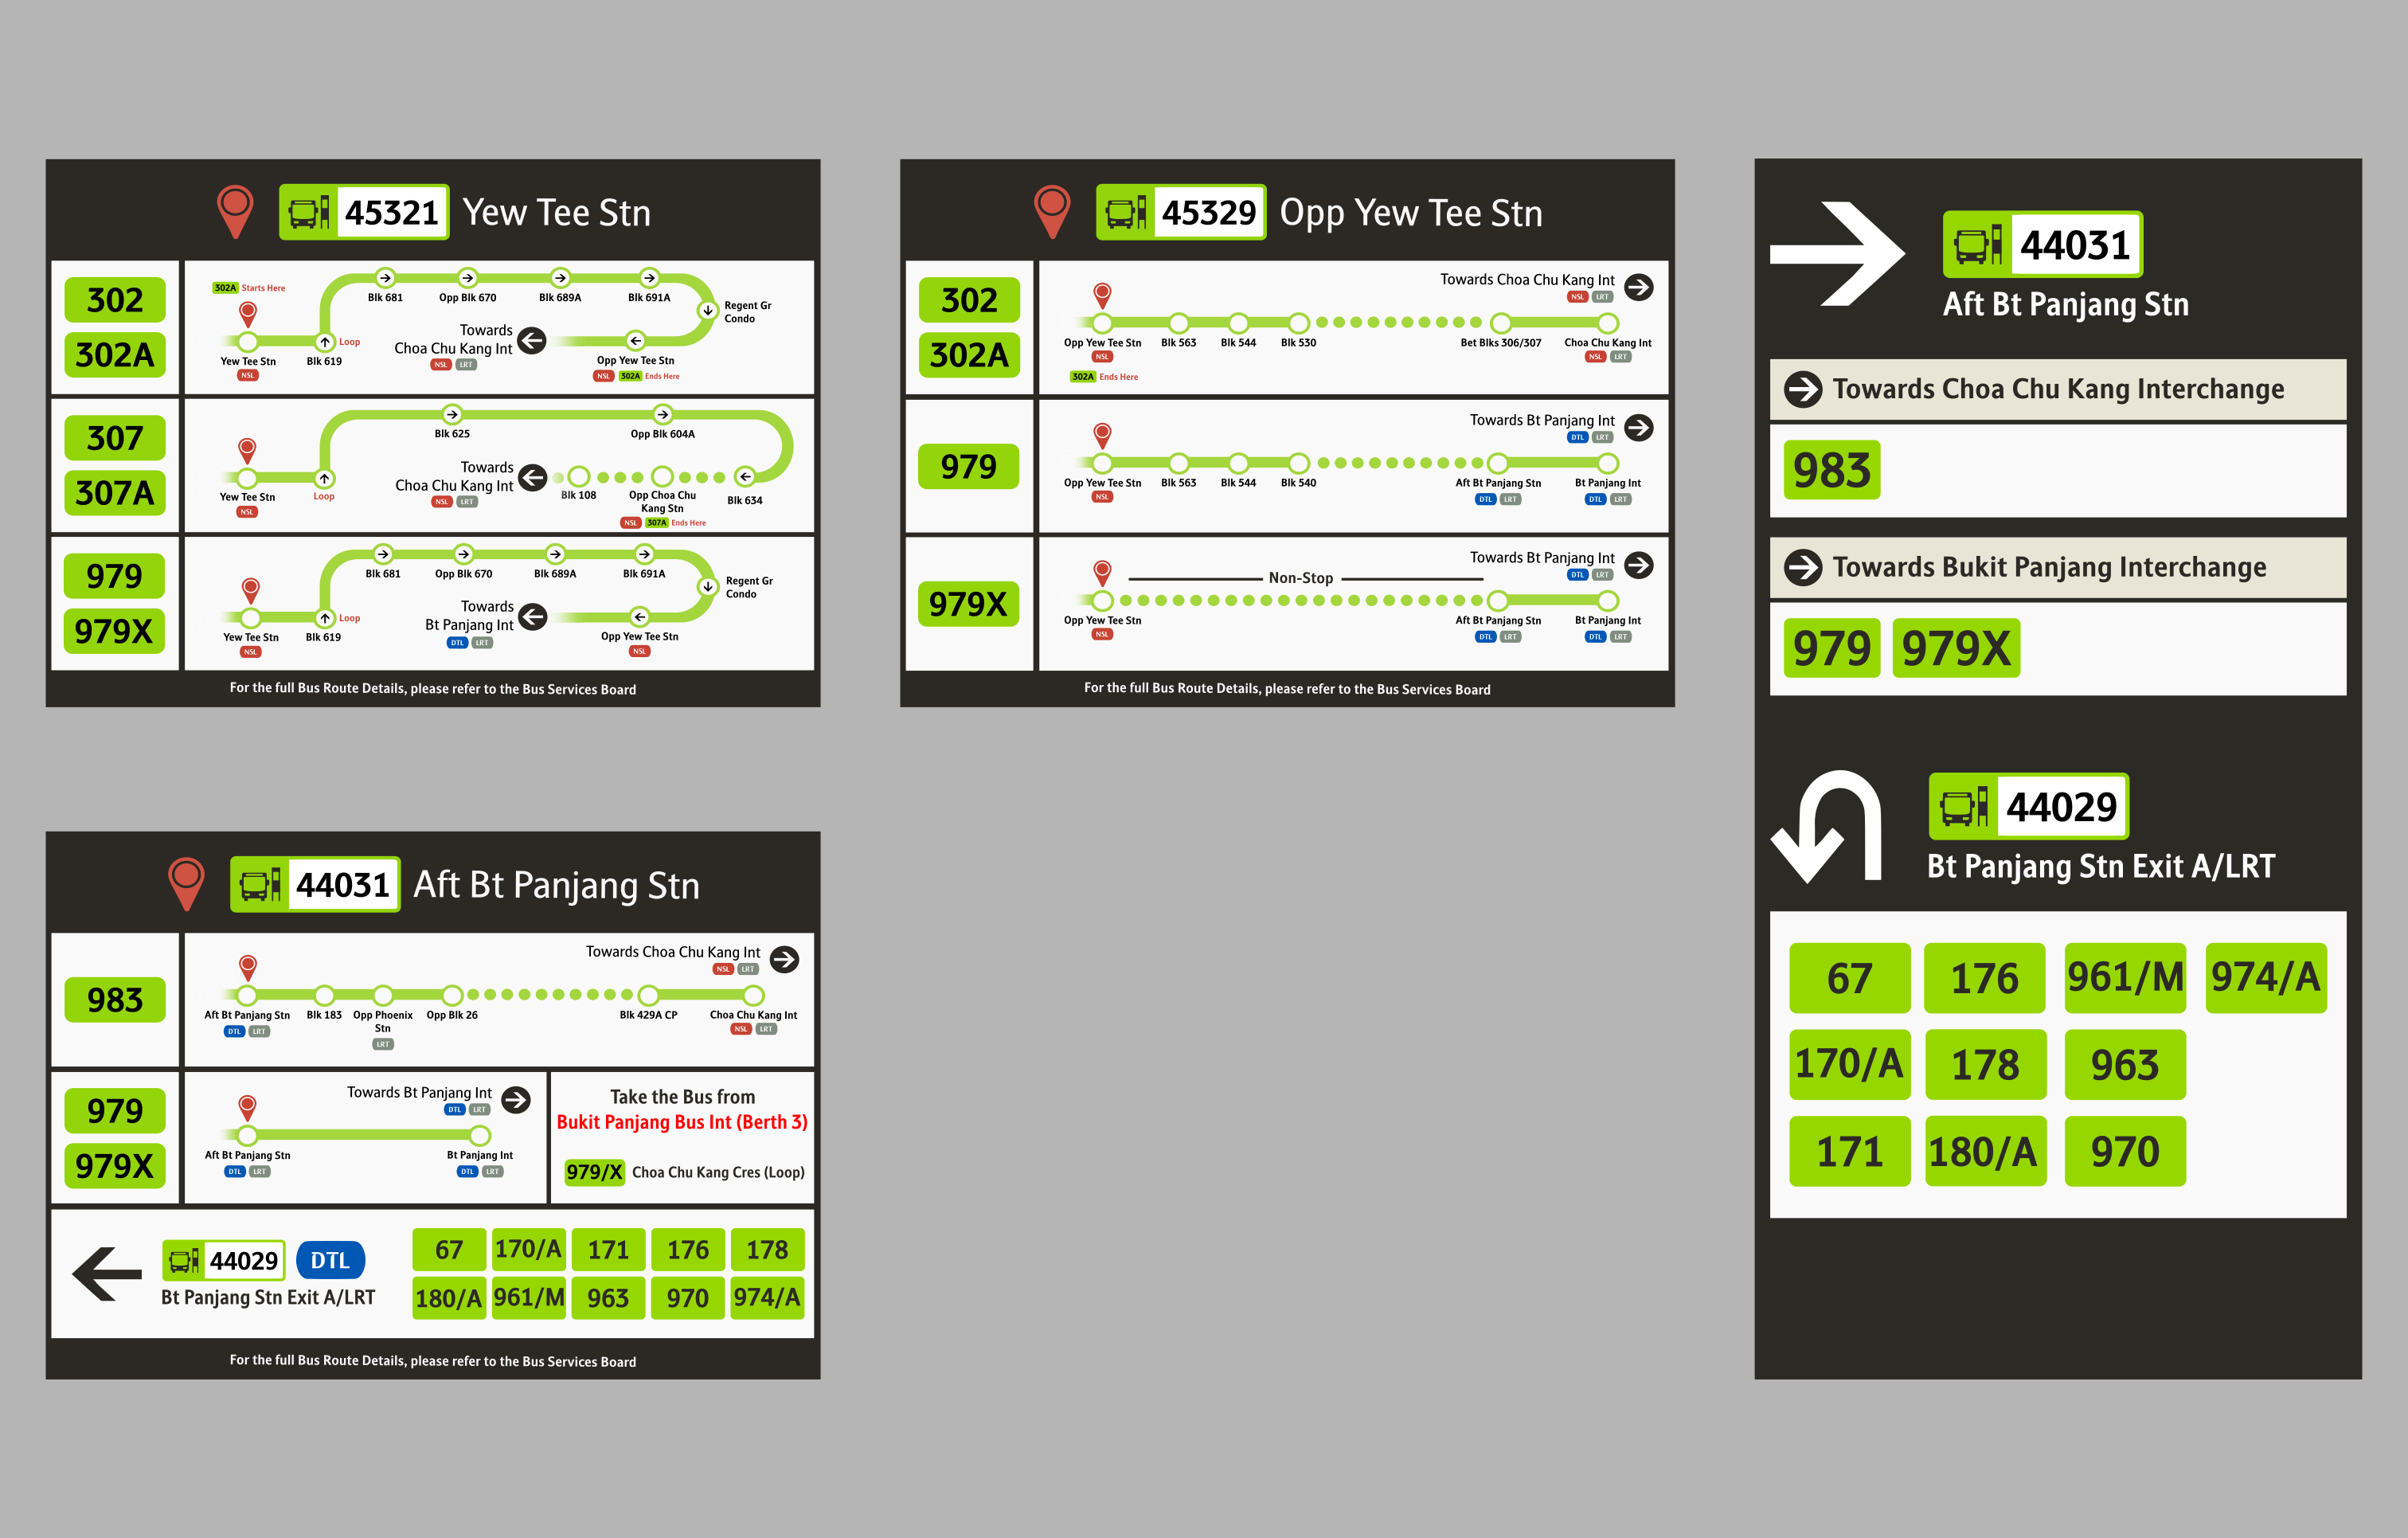 45321 Yew Tee Stn
302
302A
302A Starts Here
Yew Tee Stn
NSL
Blk 619
Loop
Blk 681
Opp Blk 670
Blk 689A
Blk 691A
Regent Gr
Condo
Opp Yew Tee Stn
NSL 302A Ends Here
Towards
Choa Chu Kang Int
NSL LRT
307
307A
Yew Tee Stn
NSL
Loop
Blk 625
Opp Blk 604A
Blk 634
Opp Choa Chu
Kang Stn
NSL 307A Ends Here
Blk 108
Towards
Choa Chu Kang Int
NSL LRT
979
979X
Yew Tee Stn
NSL
Blk 619
Loop
Blk 681
Opp Blk 670
Blk 689A
Blk 691A
Regent Gr
Condo
Opp Yew Tee Stn
NSL
Towards
Bt Panjang Int
DTL LRT
For the full Bus Route Details, please refer to the Bus Services Board
45329 Opp Yew Tee Stn
302
302A
Towards Choa Chu Kang Int
NSL LRT
Opp Yew Tee Stn
NSL
302A Ends Here
Blk 563
Blk 544
Blk 530
Bet Blks 306/307
Choa Chu Kang Int
NSL LRT
979
Towards Bt Panjang Int
DTL LRT
Opp Yew Tee Stn
NSL
Blk 563
Blk 544
Blk 540
Aft Bt Panjang Stn
DTL LRT
Bt Panjang Int
DTL LRT
979X
Non-Stop
Towards Bt Panjang Int
DTL LRT
Opp Yew Tee Stn
NSL
Aft Bt Panjang Stn
DTL LRT
Bt Panjang Int
DTL LRT
For the full Bus Route Details, please refer to the Bus Services Board
44031
Aft Bt Panjang Stn
Towards Choa Chu Kang Interchange
983
Towards Bukit Panjang Interchange
979 979X
44029
Bt Panjang Stn Exit A/LRT
67 176 961/M 974/A
170/A 178 963
171 180/A 970
44031 Aft Bt Panjang Stn
983
Towards Choa Chu Kang Int
NSL LRT
Aft Bt Panjang Stn
DTL LRT
Blk 183
Opp Phoenix
Stn
LRT
Opp Blk 26
Blk 429A CP
Choa Chu Kang Int
NSL LRT
979
979X
Towards Bt Panjang Int
DTL LRT
Aft Bt Panjang Stn
DTL LRT
Bt Panjang Int
DTL LRT
Take the Bus from
Bukit Panjang Bus Int (Berth 3)
979/X Choa Chu Kang Cres (Loop)
44029 DTL
Bt Panjang Stn Exit A/LRT
67 170/A 171 176 178
180/A 961/M 963 970 974/A
For the full Bus Route Details, please refer to the Bus Services Board